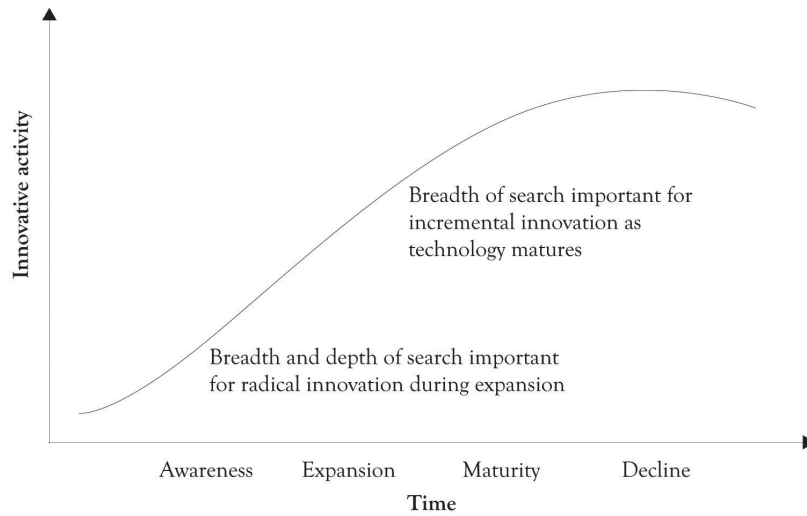 Innovative activity
Breadth of search important for
incremental innovation as
technology matures
Breadth and depth of search important
for radical innovation during expansion
Awareness Expansion Maturity Decline
Time